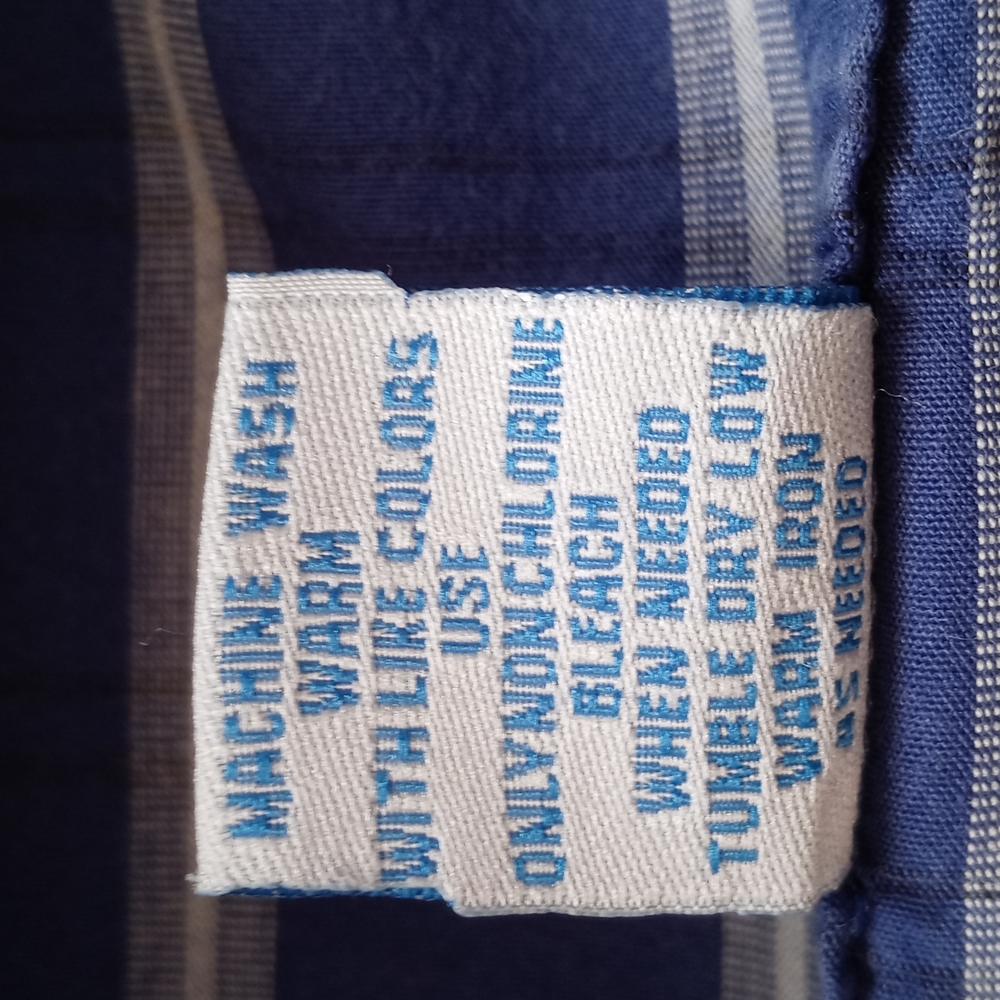 MACHINE WASH
WARM
WITH LIKE COLORS
USE
ONLY NON CHLORINE
BLEACH
WHEN NEEDED
TUMBLE DRY LOW
WARM IRON
AS NEEDED